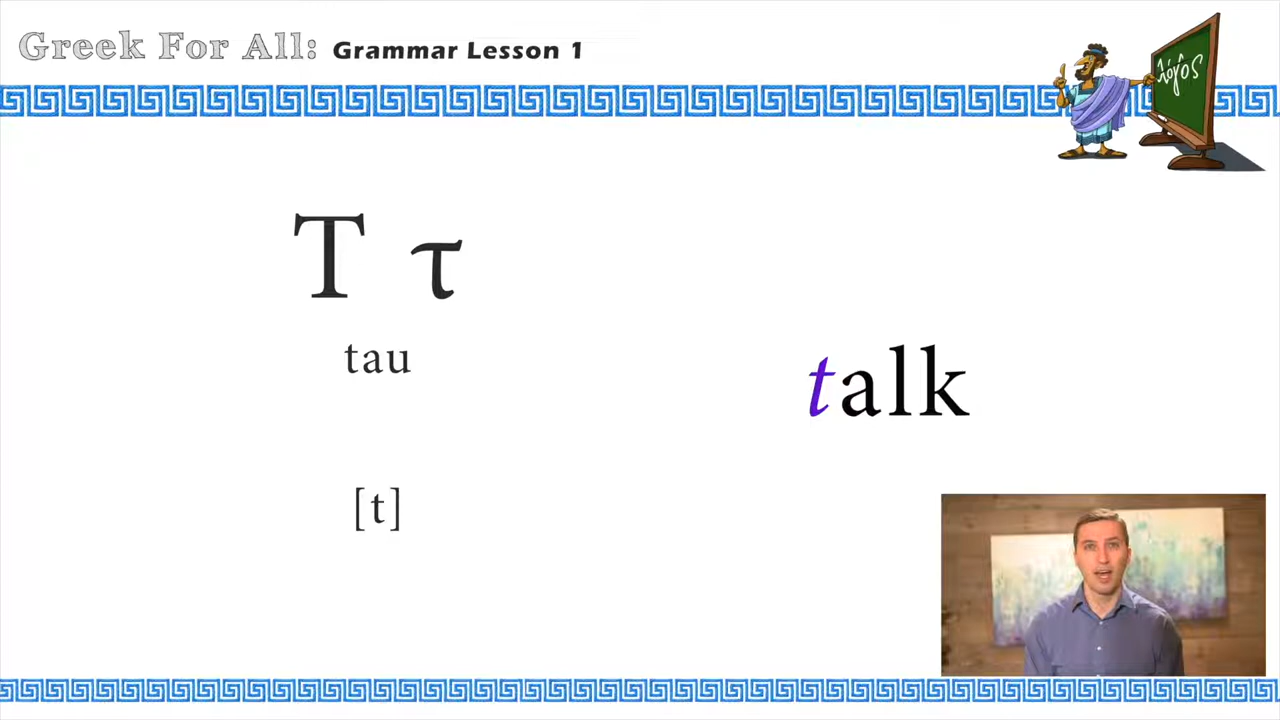 Greek For All: Grammar Lesson 1
λόγος
Τ τ
tau
talk
[t]